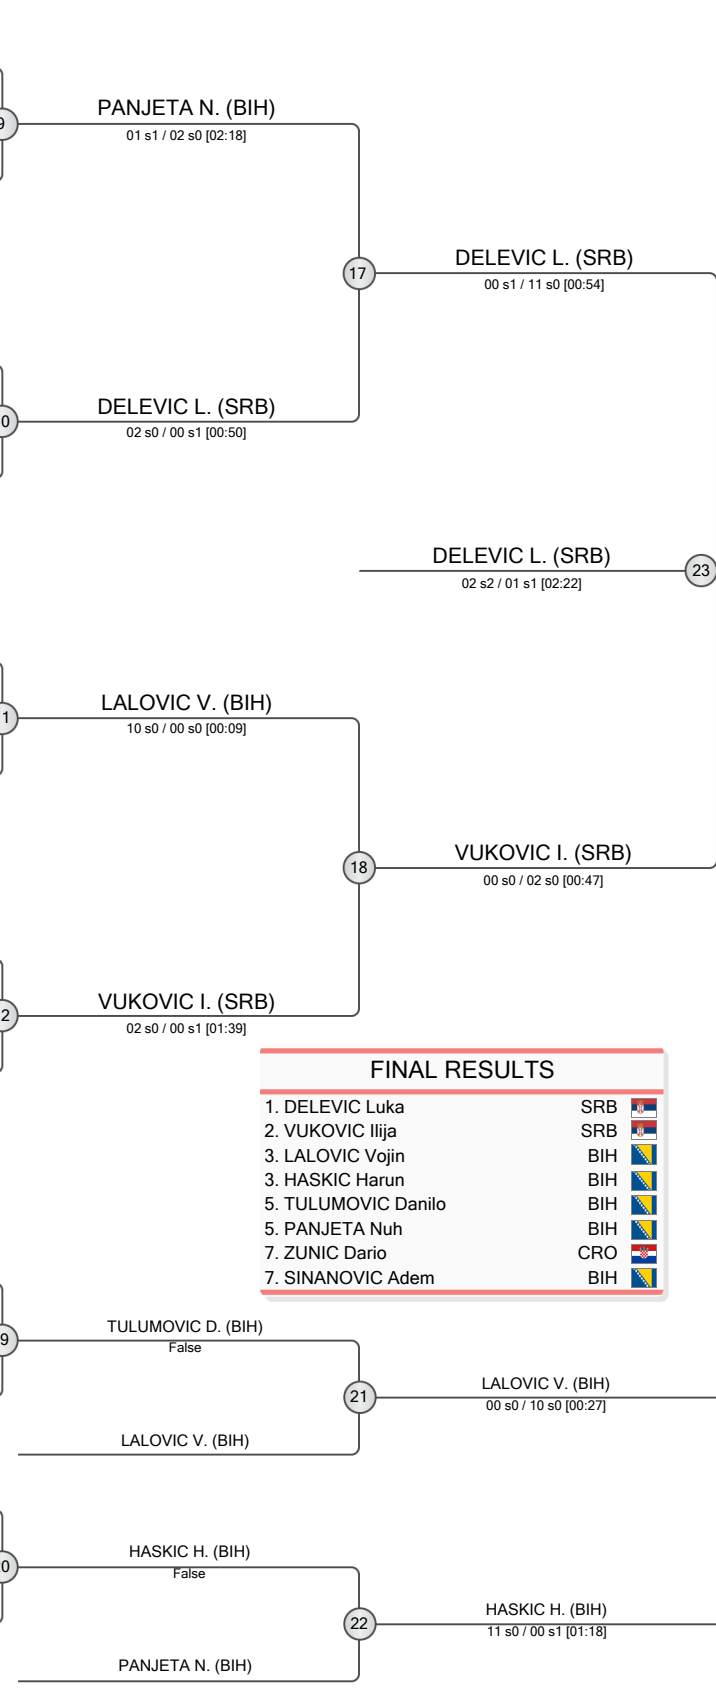 PANJETA N. (BIH)
9
01 s1 / 02 s0 [02:18]
DELEVIC L. (SRB)
17
00 s1 / 11 s0 [00:54]
DELEVIC L. (SRB)
0
02 s0 / 00 s1 [00:50]
DELEVIC L. (SRB)
23
02 s2 / 01 s1 [02:22]
LALOVIC V. (BIH)
1
10 s0 / 00 s0 [00:09]
VUKOVIC I. (SRB)
18
00 s0 / 02 s0 [00:47]
VUKOVIC I. (SRB)
2
02 s0 / 00 s1 [01:39]
FINAL RESULTS
1. DELEVIC Luka SRB
2. VUKOVIC Ilija SRB
3. LALOVIC Vojin BIH
3. HASKIC Harun BIH
5. TULUMOVIC Danilo BIH
5. PANJETA Nuh BIH
7. ZUNIC Dario CRO
7. SINANOVIC Adem BIH
TULUMOVIC D. (BIH)
9
False
LALOVIC V. (BIH)
21
00 s0 / 10 s0 [00:27]
LALOVIC V. (BIH)
HASKIC H. (BIH)
20
False
HASKIC H. (BIH)
22
11 s0 / 00 s1 [01:18]
PANJETA N. (BIH)